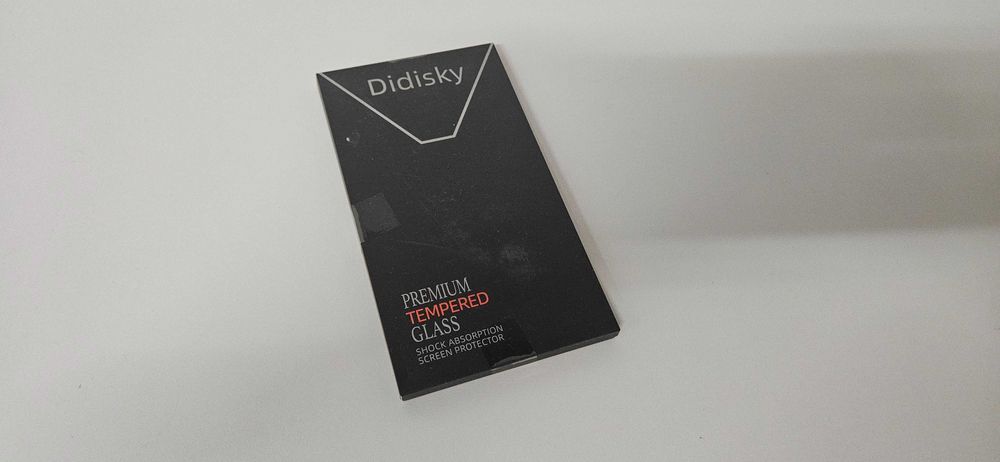 Didisky
PREMIUM
TEMPERED
GLASS
SHOCK ABSORPTION
SCREEN PROTECTOR